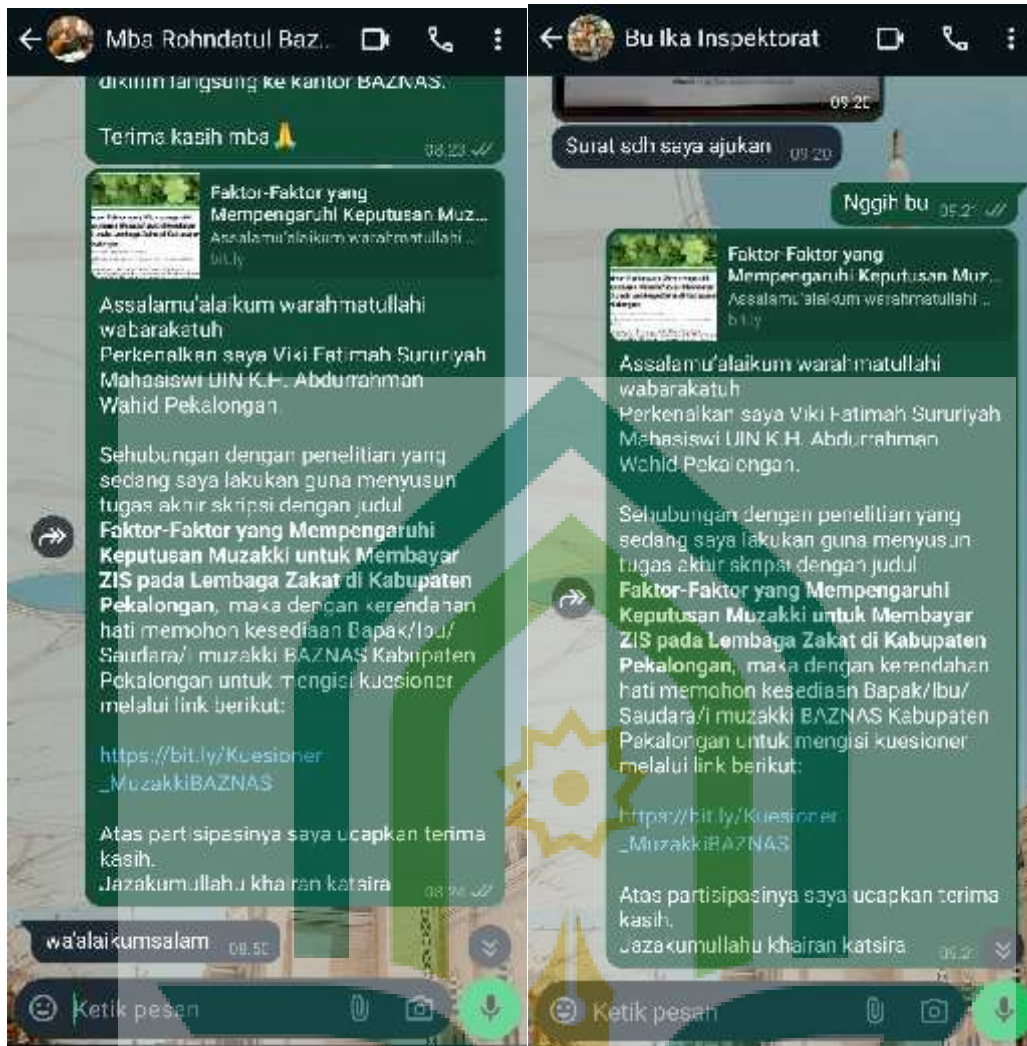 Mba Rohndatul Baz..
dikirim langsung ke kantor BAZNAS.
Terima kasih mba 🙏
08.23
Faktor-Faktor yang
Mempengaruhi Keputusan Muz...
Assalamu'alaikum warahmatullahi ...
bit.ly
Assalamu'alaikum warahmatullahi
wabarakatuh
Perkenalkan saya Viki Fatimah Sururiyah
Mahasiswi UIN K.H. Abdurrahman
Wahid Pekalongan.
Sehubungan dengan penelitian yang
sedang saya lakukan guna menyusun
tugas akhir skripsi dengan judul
Faktor-Faktor yang Mempengaruhi
Keputusan Muzakki untuk Membayar
ZIS pada Lembaga Zakat di Kabupaten
Pekalongan, maka dengan kerendahan
hati memohon kesediaan Bapak/Ibu/
Saudara/i muzakki BAZNAS Kabupaten
Pekalongan untuk mengisi kuesioner
melalui link berikut:
https://bit.ly/Kuesioner
_MuzakkiBAZNAS
Atas partisipasinya saya ucapkan terima
kasih.
Jazakumullahu khairan katsira
08.24
wa'alaikumsalam
08.50
Ketik pesan
Bu Ika Inspektorat
09.20
Surat sdh saya ajukan 09.20
Nggih bu 09.21
Faktor-Faktor yang
Mempengaruhi Keputusan Muz...
Assalamu'alaikum warahmatullahi ...
bit.ly
Assalamu'alaikum warahmatullahi
wabarakatuh
Perkenalkan saya Viki Fatimah Sururiyah
Mahasiswi UIN K.H. Abdurrahman
Wahid Pekalongan.
Sehubungan dengan penelitian yang
sedang saya lakukan guna menyusun
tugas akhir skripsi dengan judul
Faktor-Faktor yang Mempengaruhi
Keputusan Muzakki untuk Membayar
ZIS pada Lembaga Zakat di Kabupaten
Pekalongan, maka dengan kerendahan
hati memohon kesediaan Bapak/Ibu/
Saudara/i muzakki BAZNAS Kabupaten
Pekalongan untuk mengisi kuesioner
melalui link berikut:
https://bit.ly/Kuesioner
_MuzakkiBAZNAS
Atas partisipasinya saya ucapkan terima
kasih.
Jazakumullahu khairan katsira
09.21
Ketik pesan